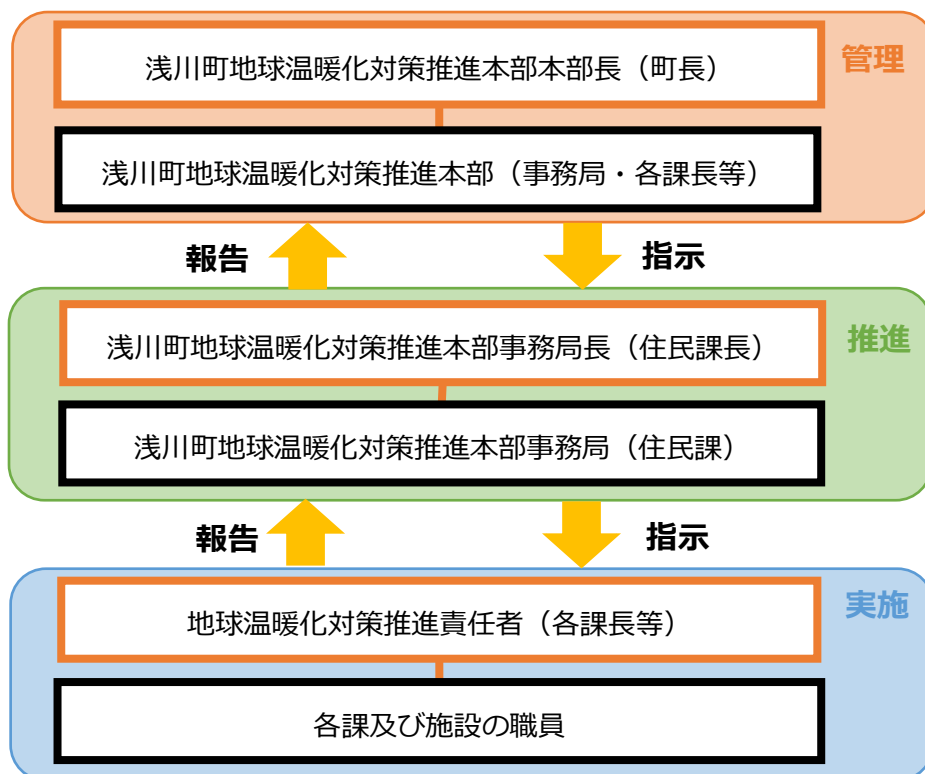 浅川町地球温暖化対策推進本部本部長（町長）
管理
浅川町地球温暖化対策推進本部（事務局・各課長等）
報告
指示
浅川町地球温暖化対策推進本部事務局長（住民課長）
推進
浅川町地球温暖化対策推進本部事務局（住民課）
報告
指示
地球温暖化対策推進責任者（各課長等）
実施
各課及び施設の職員